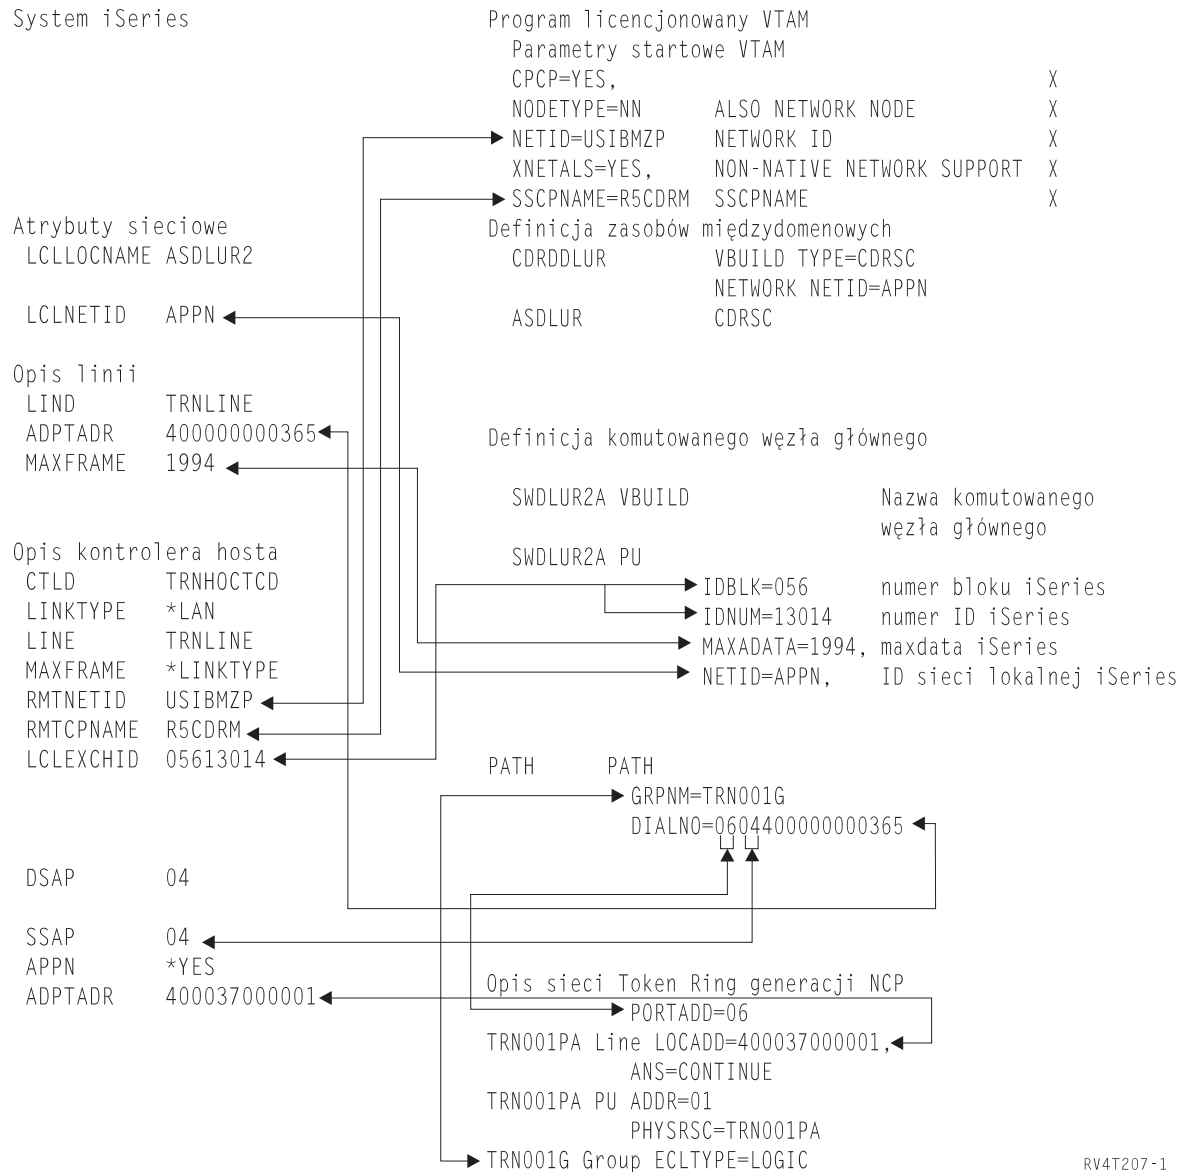 System iSeries
Program licencjonowany VTAM
Parametry startowe VTAM
CPCP=YES, X
NODETYPE=NN ALSO NETWORK NODE X
NETID=USIBMZP NETWORK ID X
XNETALS=YES, NON-NATIVE NETWORK SUPPORT X
SSCPNAME=R5CDRM SSCPNAME X
Atrybuty sieciowe
LCLLOCNAME ASDLUR2
LCLNETID APPN
Definicja zasobów międzydomenowych
CDRDDLUR VBUILD TYPE=CDRSC
NETWORK NETID=APPN
ASDLUR CDRSC
Opis linii
LIND TRNLINE
ADPTADR 400000000365
MAXFRAME 1994
Definicja komutowanego węzła głównego
SWDLUR2A VBUILD Nazwa komutowanego
węzła głównego
SWDLUR2A PU
IDBLK=056 numer bloku iSeries
IDNUM=13014 numer ID iSeries
MAXADATA=1994, maxdata iSeries
NETID=APPN, ID sieci lokalnej iSeries
Opis kontrolera hosta
CTLD TRNHOCTCD
LINKTYPE *LAN
LINE TRNLINE
MAXFRAME *LINKTYPE
RMTNETID USIBMZP
RMTCPNAME R5CDRM
LCLEXCHID 05613014
PATH PATH
GRPNM=TRN001G
DIALNO=0604400000000365
DSAP 04
SSAP 04
APPN *YES
ADPTADR 400037000001
Opis sieci Token Ring generacji NCP
PORTADD=06
TRN001PA Line LOCADD=400037000001,
ANS=CONTINUE
TRN001PA PU ADDR=01
PHYSRSC=TRN001PA
TRN001G Group ECLTYPE=LOGIC
RV4T207-1